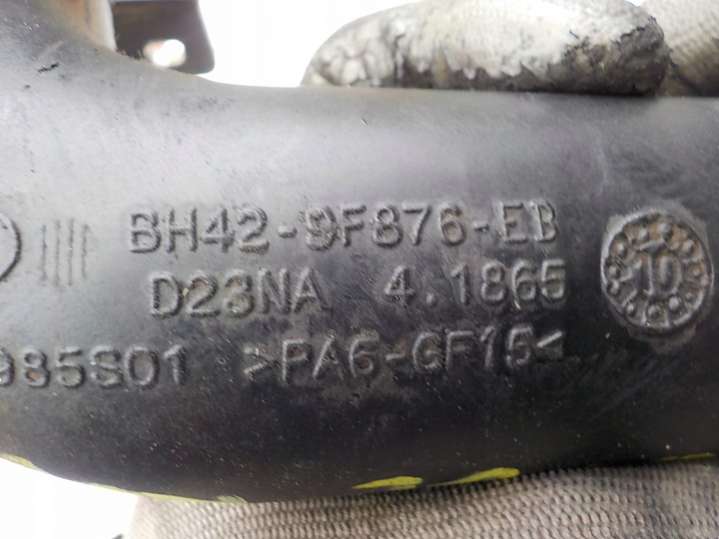 BH42-9F876-EB
D23NA 4.1865
985S01 >PA6-GF15<
10